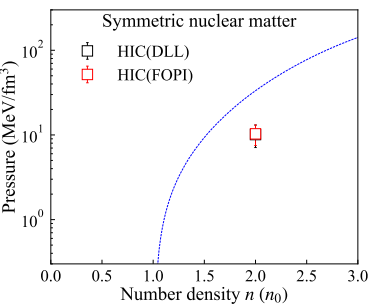 Symmetric nuclear matter
HIC(DLL)
HIC(FOPI)
Pressure (MeV/fm³)
10²
10¹
10⁰
0.0 0.5 1.0 1.5 2.0 2.5 3.0
Number density n (n₀)